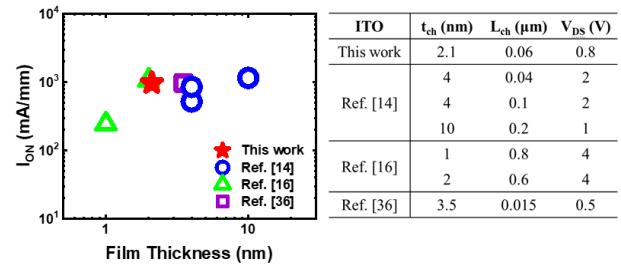 I_ON (mA/mm)
10^4
10^3
10^2
10^1
1
10
Film Thickness (nm)
This work
Ref. [14]
Ref. [16]
Ref. [36]
ITO t_ch (nm) L_ch (µm) V_DS (V)
This work 2.1 0.06 0.8
4 0.04 2
Ref. [14] 4 0.1 2
10 0.2 1
Ref. [16] 1 0.8 4
2 0.6 4
Ref. [36] 3.5 0.015 0.5